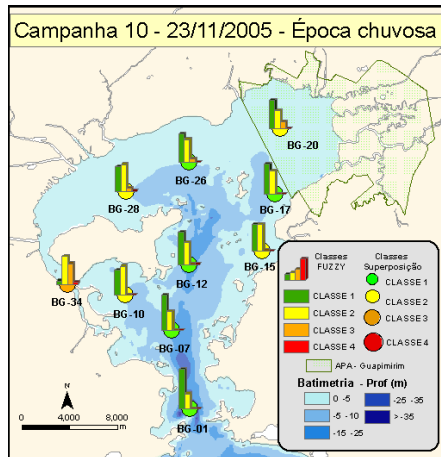 Campanha 10 - 23/11/2005 - Época chuvosa
BG-20
BG-26
BG-28
BG-17
BG-15
BG-12
BG-34
BG-10
BG-07
BG-01
N
4,000 2,000 0 4,000 m
Classes FUZZY
Classes Superposição
CLASSE 1
CLASSE 2
CLASSE 3
CLASSE 4
CLASSE 1
CLASSE 2
CLASSE 3
CLASSE 4
APA - Guapimirim
Batimetria - Prof (m)
0 -5
-5 -10
-15 -25
-25 -35
>-35